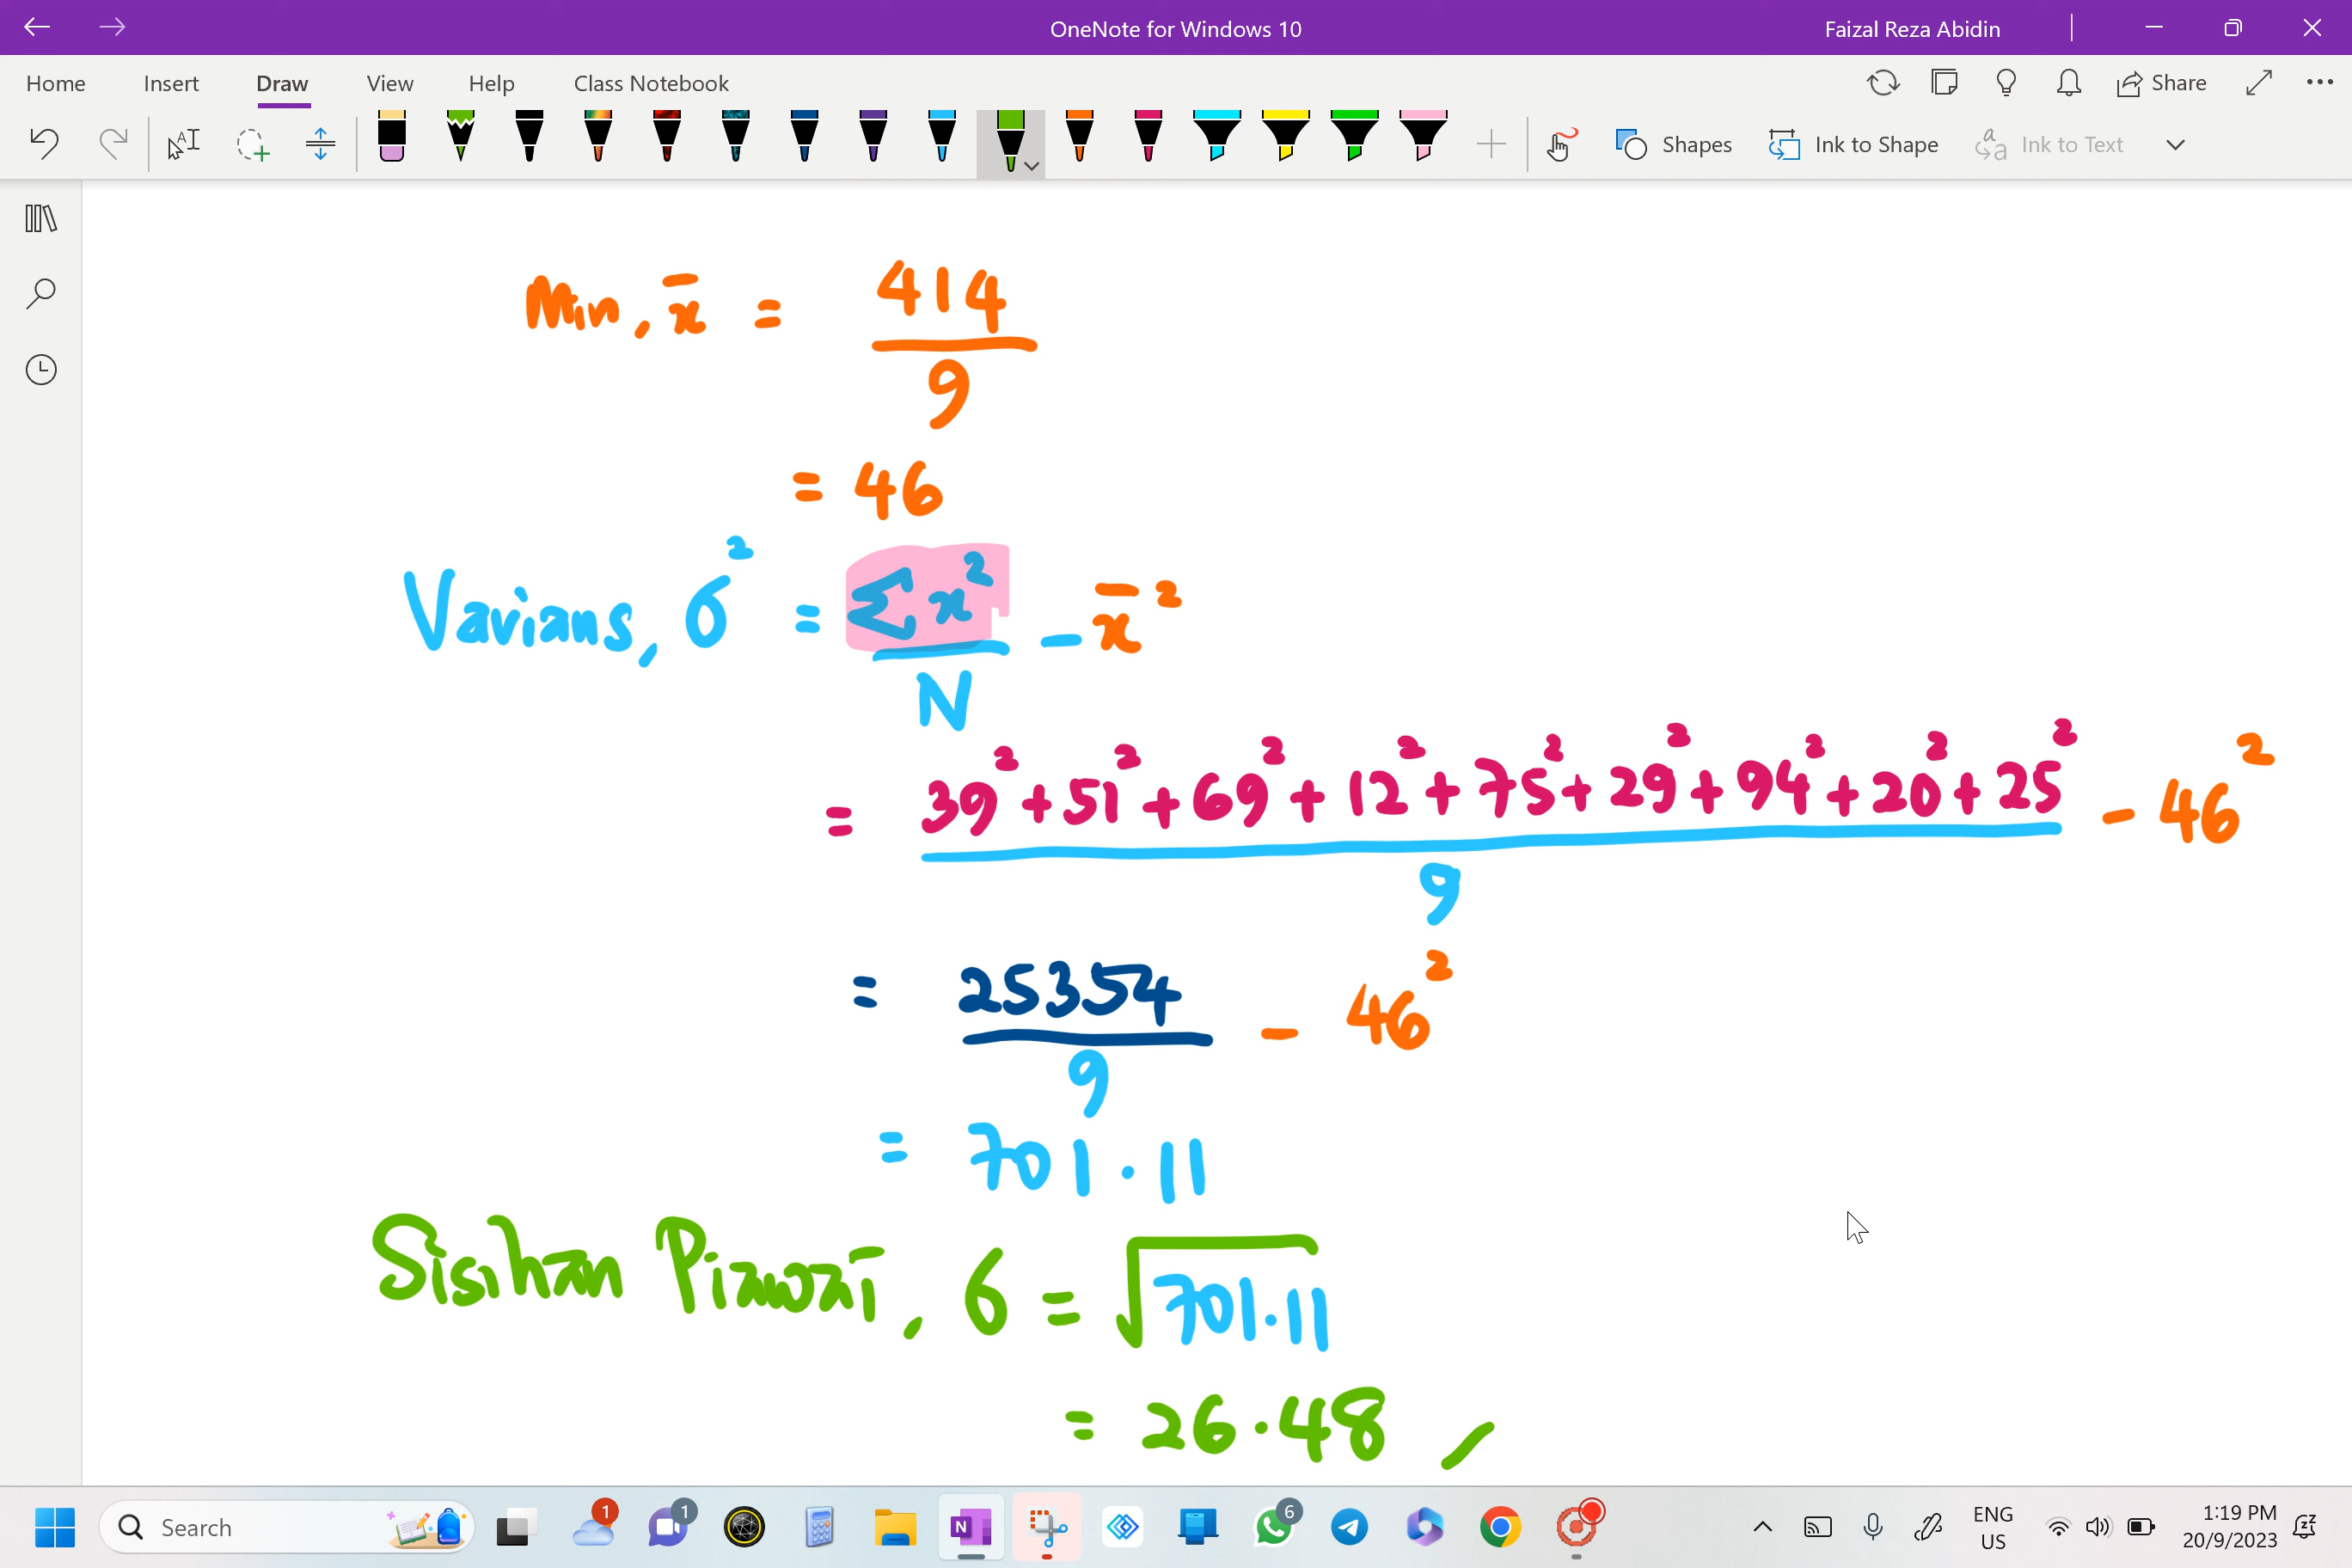 OneNote for Windows 10
Faizal Reza Abidin
Home Insert Draw View Help Class Notebook
Share
Shapes Ink to Shape Ink to Text
Min, x̄ = 414/9
= 46
Varians, σ² = Σx²/N − x̄²
= (39² + 51² + 69² + 12² + 75² + 29² + 94² + 20² + 25²)/9 − 46²
= 25354/9 − 46²
= 701.11
Sisihan Piawai, σ = √701.11
= 26.48
Search
1
1
6
ENG
US
1:19 PM
20/9/2023